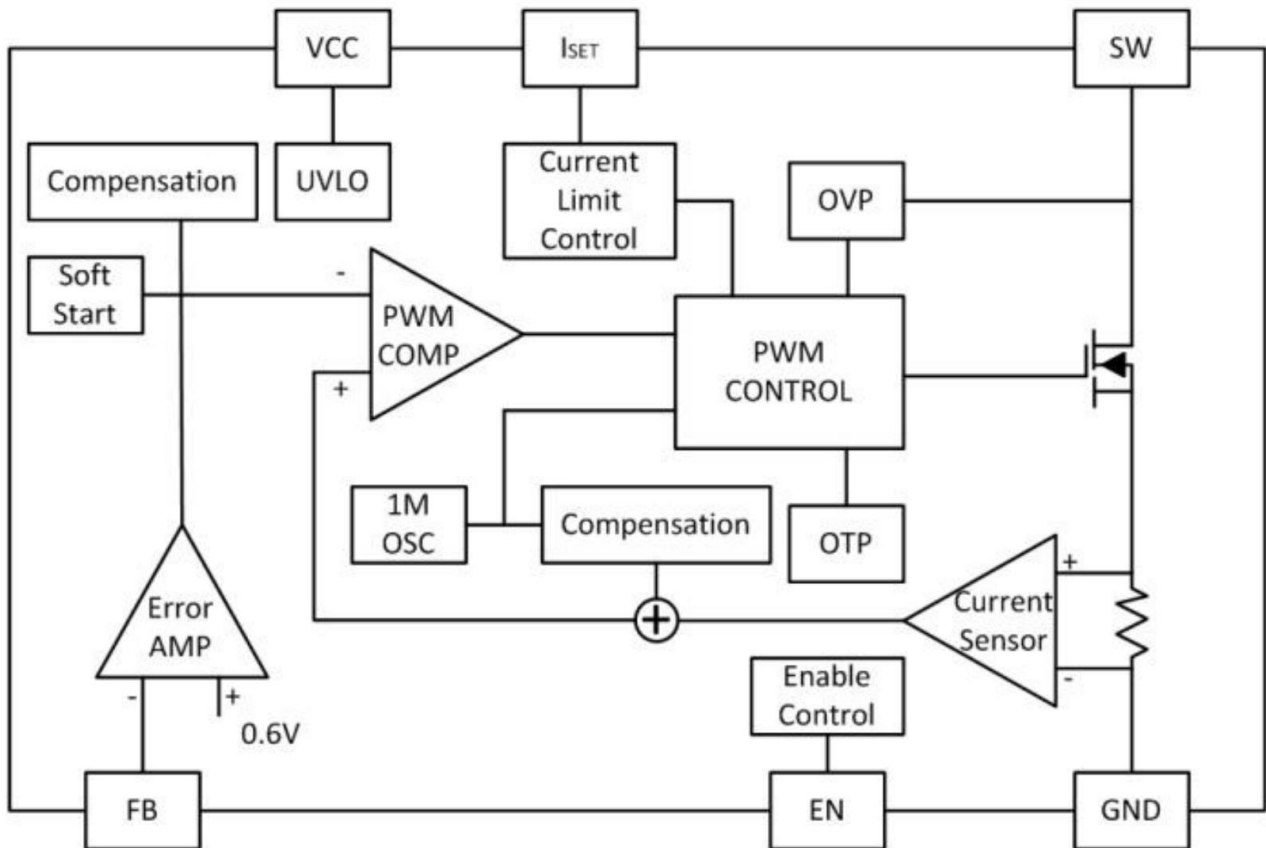 VCC
ISET
SW
Compensation
UVLO
Current
Limit
Control
OVP
Soft
Start
-
PWM
COMP
+
PWM
CONTROL
1M
OSC
Compensation
OTP
+
Current
Sensor
-
Error
AMP
-
+
0.6V
+
Enable
Control
FB
EN
GND